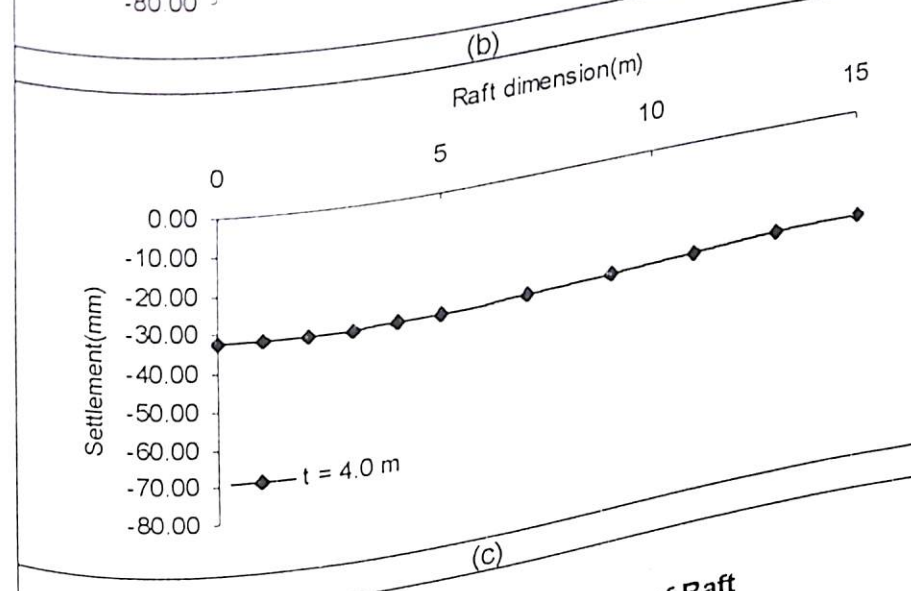 -80.00
(b)
Raft dimension(m)
0 5 10 15
0.00
-10.00
-20.00
-30.00
-40.00
-50.00
-60.00
-70.00
-80.00
Settlement(mm)
t = 4.0 m
(c)
Raft